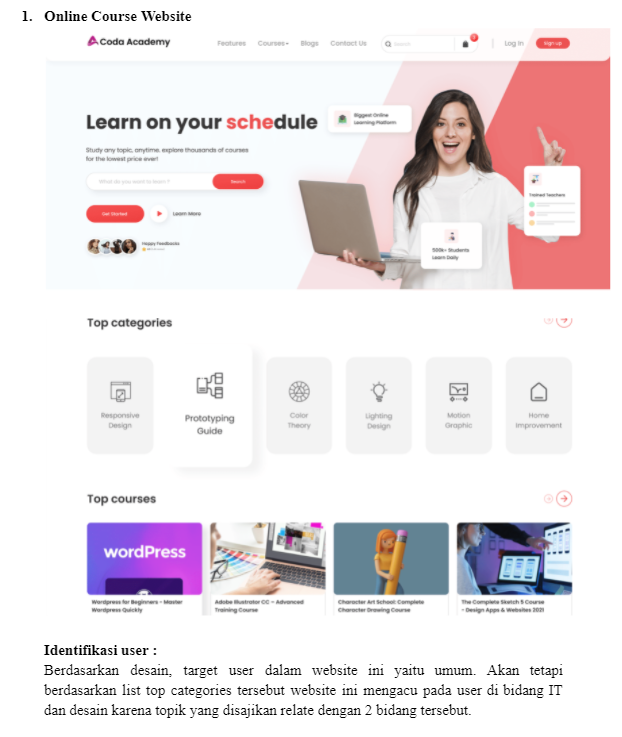 1. Online Course Website
Coda Academy
Features Courses Blogs Contact Us Search Log In Sign up
Biggest Online
Learning Platform
Learn on your schedule
Study any topic, anytime. explore thousands of courses
for the lowest price ever!
What do you want to learn ? Search
Trained Teachers
Get Started Learn More
Happy Feedbacks
500k+ Students
Learn Daily
Top categories
Responsive
Design
Prototyping
Guide
Color
Theory
Lighting
Design
Motion
Graphic
Home
Improvement
Top courses
wordPress
Wordpress for Beginners - Master
Wordpress Quickly
Adobe Illustrator CC – Advanced
Training Course
Character Art School: Complete
Character Drawing Course
The Complete Sketch 5 Course
- Design Apps & Websites 2021
Identifikasi user :
Berdasarkan desain, target user dalam website ini yaitu umum. Akan tetapi
berdasarkan list top categories tersebut website ini mengacu pada user di bidang IT
dan desain karena topik yang disajikan relate dengan 2 bidang tersebut.